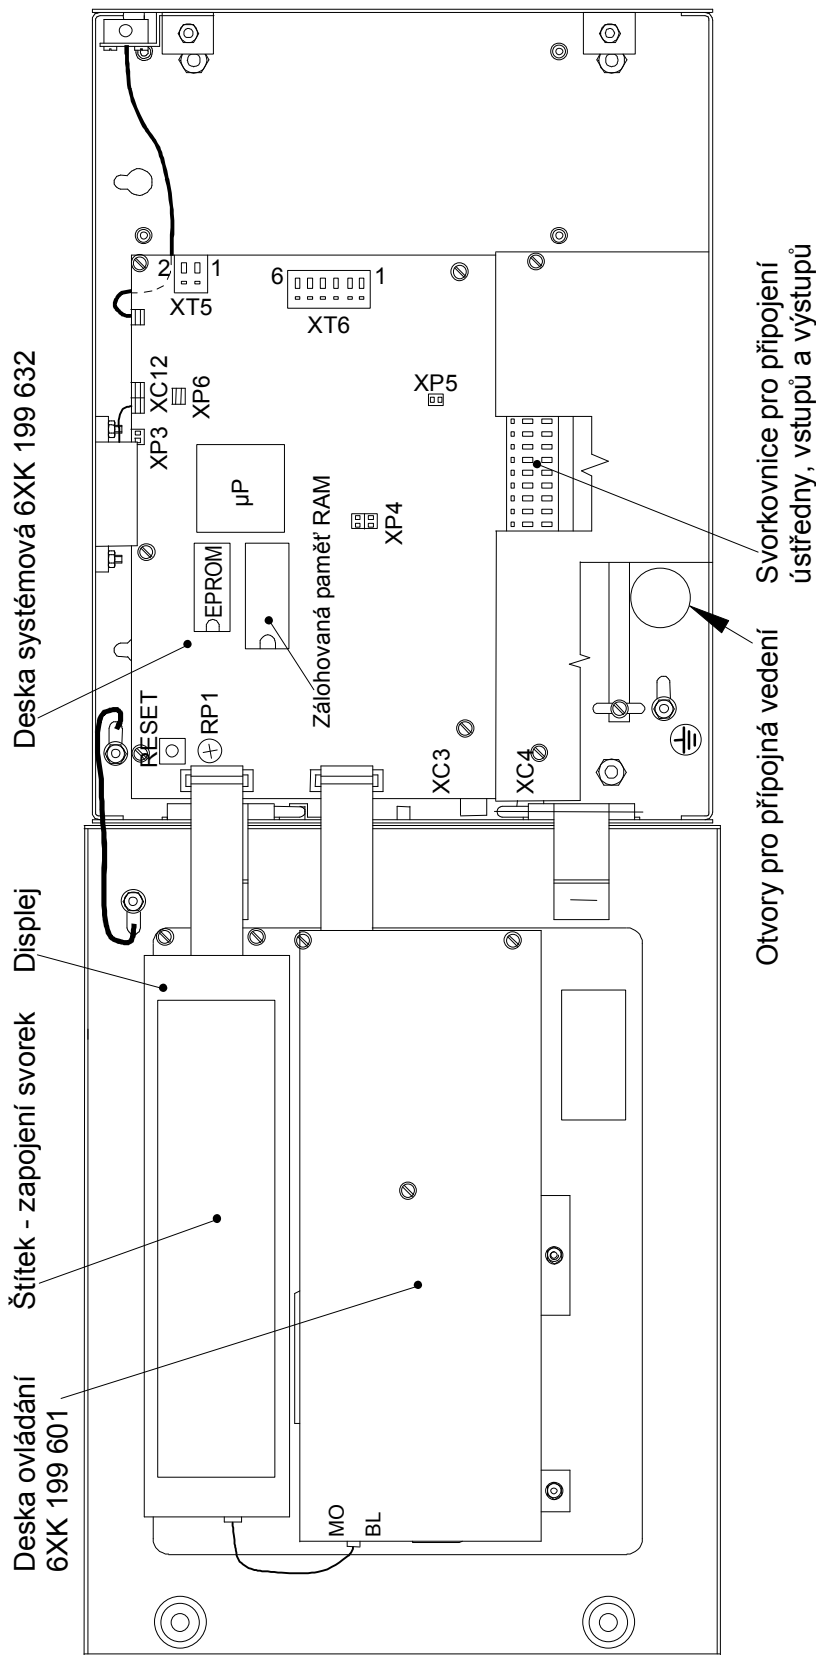 Deska ovládání
6XK 199 601
Štítek - zapojení svorek
Displej
Deska systémová 6XK 199 632
MO
BL
RESET
RP1
EPROM
Zálohovaná paměť RAM
µP
XP3
XC12
XP6
2
1
XT5
6
1
XT6
XP4
XP5
XC3
XC4
Otvory pro přípojná vedení
Svorkovnice pro připojení
ústředny, vstupů a výstupů